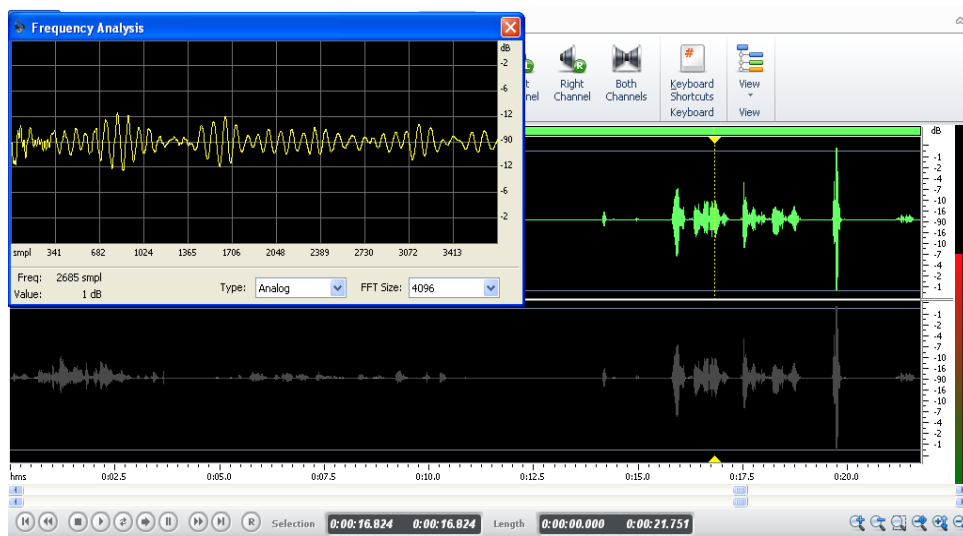 Frequency Analysis
dB
-2
-6
-12
-90
-12
-6
-2
smpl 341 682 1024 1365 1706 2048 2389 2730 3072 3413
Freq: 2685 smpl
Value: 1 dB
Type: Analog
FFT Size: 4096
Right Channel
Both Channels
Keyboard Shortcuts
View
Keyboard
View
L
R
#
dB
-1
-2
-4
-7
-10
-16
-90
-16
-10
-7
-4
-2
-1
-1
-2
-4
-7
-10
-16
-90
-16
-10
-7
-4
-2
-1
hms 0:02.5 0:05.0 0:07.5 0:10.0 0:12.5 0:15.0 0:17.5 0:20.0
R Selection 0:00:16.824 0:00:16.824 Length 0:00:00.000 0:00:21.751